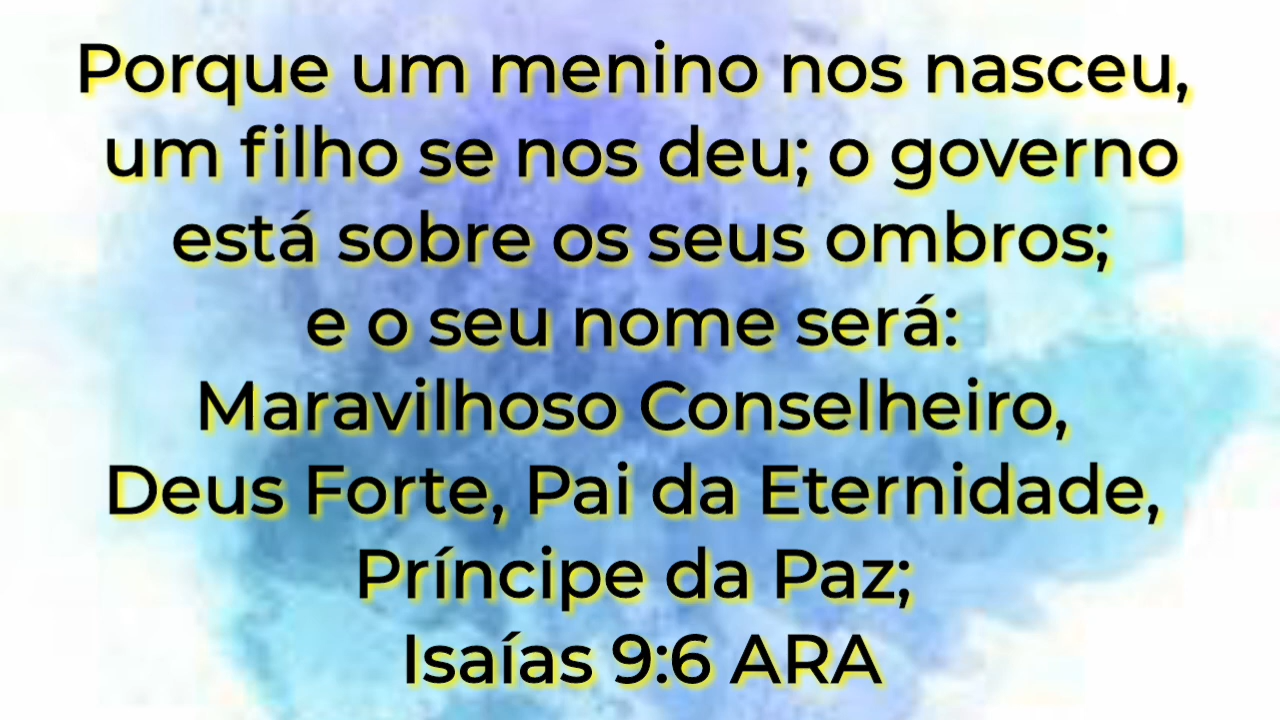 Porque um menino nos nasceu,
um filho se nos deu; o governo
está sobre os seus ombros;
e o seu nome será:
Maravilhoso Conselheiro,
Deus Forte, Pai da Eternidade,
Príncipe da Paz;
Isaías 9:6 ARA